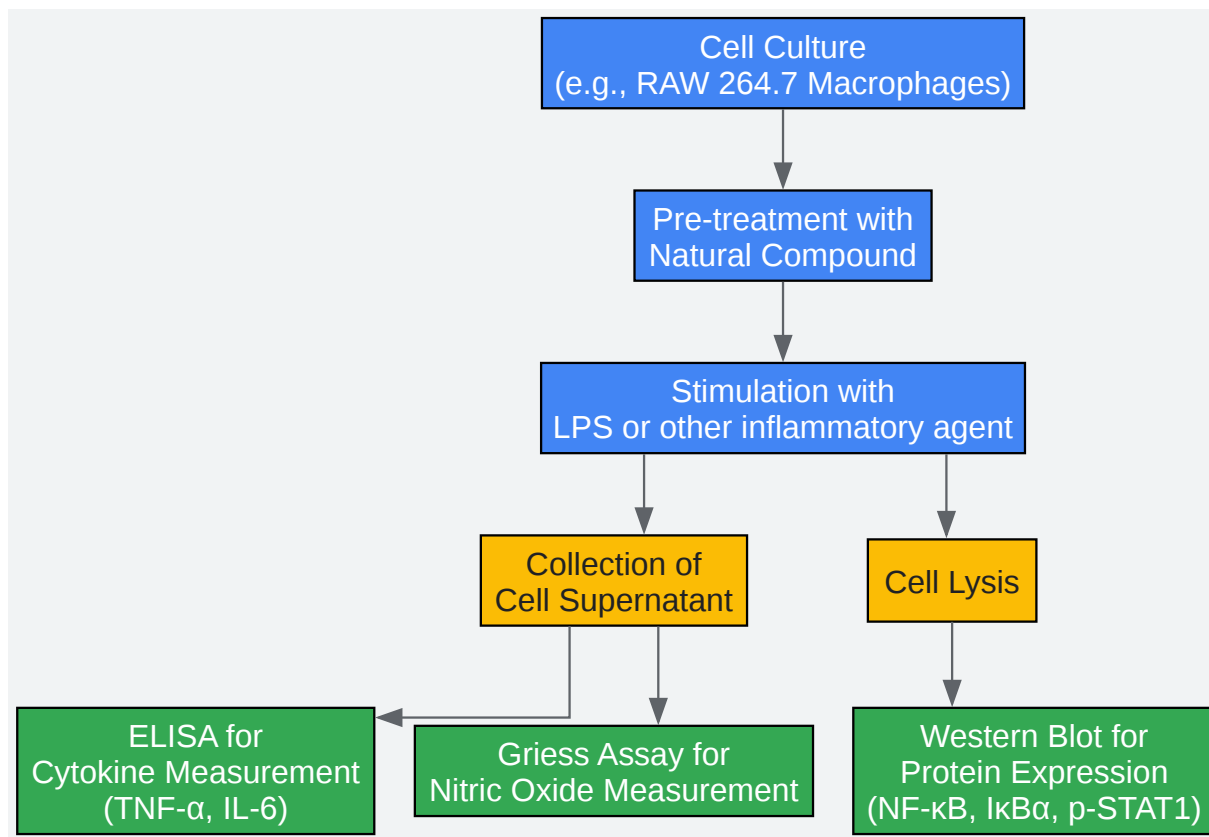 Cell Culture
(e.g., RAW 264.7 Macrophages)
Pre-treatment with
Natural Compound
Stimulation with
LPS or other inflammatory agent
Collection of
Cell Supernatant
Cell Lysis
ELISA for
Cytokine Measurement
(TNF-α, IL-6)
Griess Assay for
Nitric Oxide Measurement
Western Blot for
Protein Expression
(NF-κB, IκBα, p-STAT1)